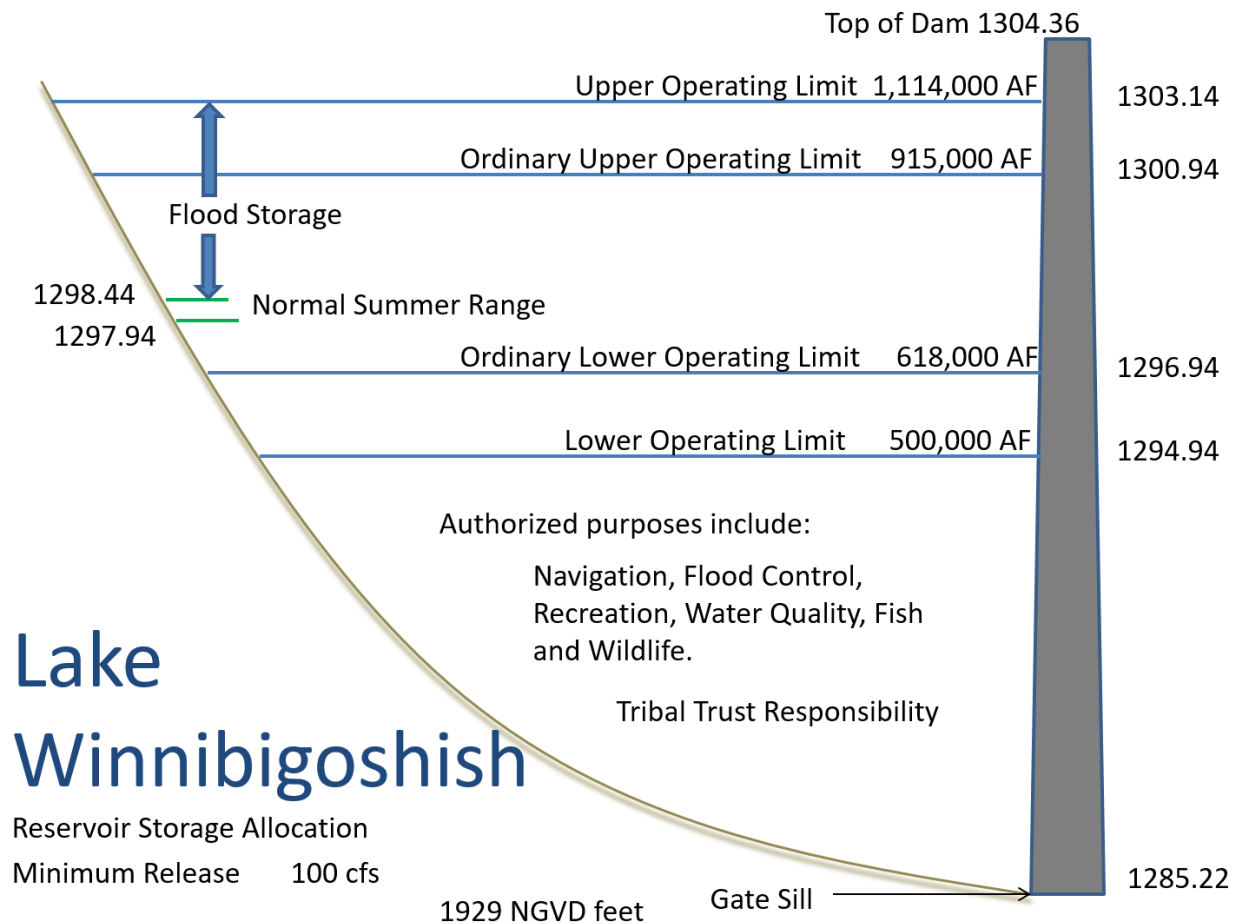 Top of Dam 1304.36
Upper Operating Limit 1,114,000 AF
1303.14
Ordinary Upper Operating Limit 915,000 AF
1300.94
Flood Storage
1298.44
Normal Summer Range
1297.94
Ordinary Lower Operating Limit 618,000 AF
1296.94
Lower Operating Limit 500,000 AF
1294.94
Authorized purposes include:
Navigation, Flood Control,
Recreation, Water Quality, Fish
and Wildlife.
Tribal Trust Responsibility
Lake
Winnibigoshish
Reservoir Storage Allocation
Minimum Release 100 cfs
1285.22
Gate Sill
1929 NGVD feet